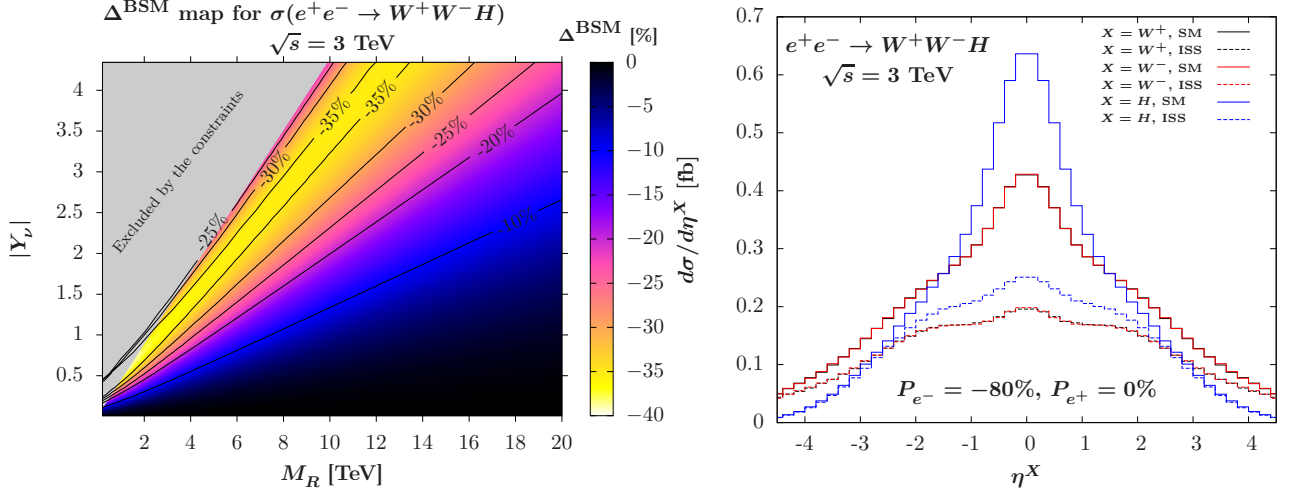 Δ^BSM map for σ(e⁺e⁻ → W⁺W⁻H)
√s = 3 TeV
Δ^BSM [%]
|Y_ν|
4
3.5
3
2.5
2
1.5
1
0.5
Excluded by the constraints
-25%
-30%
-35%
-35%
-30%
-25%
-20%
-10%
2 4 6 8 10 12 14 16 18 20
M_R [TeV]
0
−5
−10
−15
−20
−25
−30
−35
−40
dσ/dη^X [fb]
0.7
0.6
0.5
0.4
0.3
0.2
0.1
0
e⁺e⁻ → W⁺W⁻H
√s = 3 TeV
X = W⁺, SM
X = W⁺, ISS
X = W⁻, SM
X = W⁻, ISS
X = H, SM
X = H, ISS
P_e⁻ = −80%, P_e+ = 0%
-4 -3 -2 -1 0 1 2 3 4
η^X